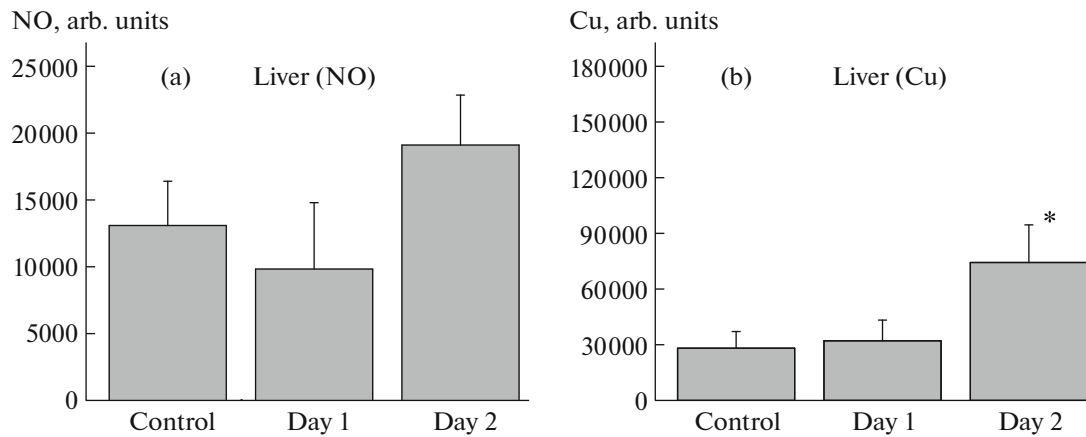 NO, arb. units
25000
20000
15000
10000
5000
0
(a) Liver (NO)
Control Day 1 Day 2
Cu, arb. units
180000
150000
120000
90000
60000
30000
0
(b) Liver (Cu)
*
Control Day 1 Day 2